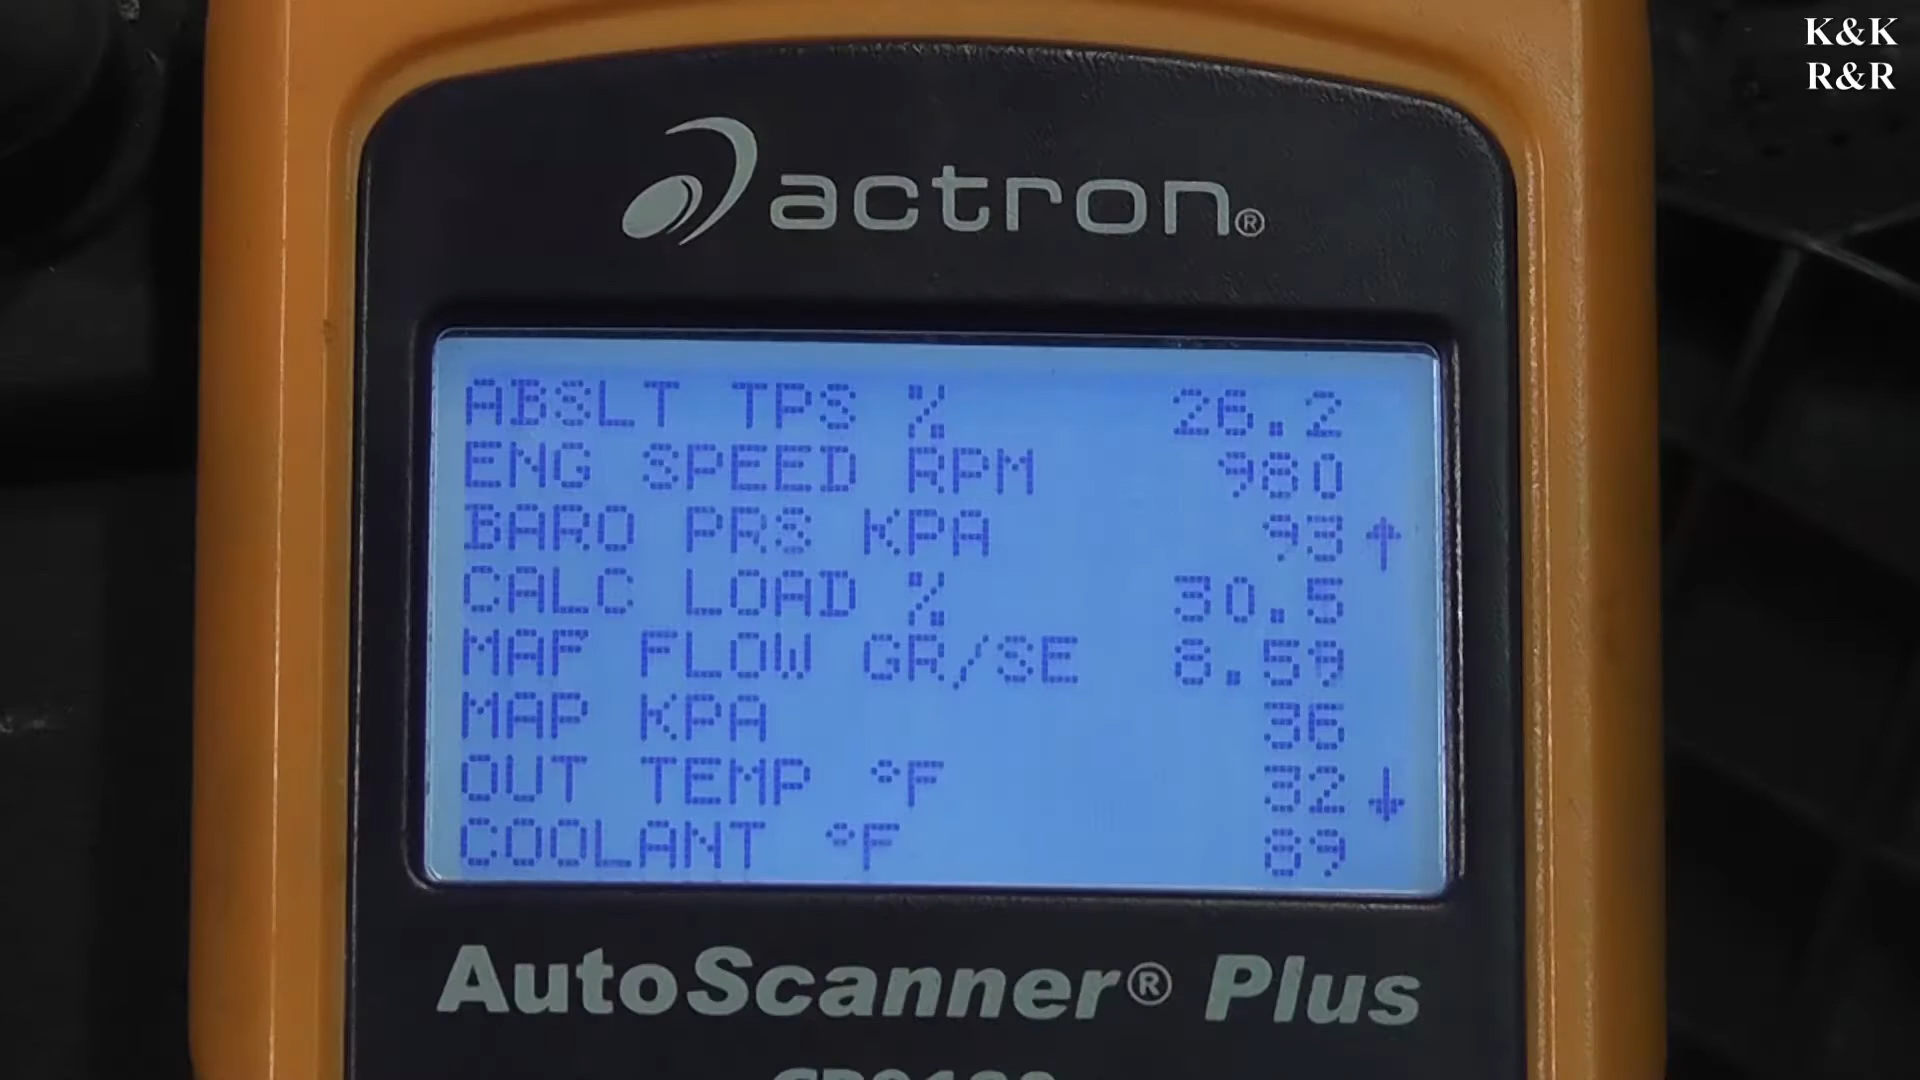 K&K
R&R
actron®
ABSLT TPS % 26.2
ENG SPEED RPM 980
BARO PRS KPA 93 ↑
CALC LOAD % 30.5
MAF FLOW GR/SE 8.59
MAP KPA 36
OUT TEMP °F 32 ↓
COOLANT °F 89
AutoScanner® Plus